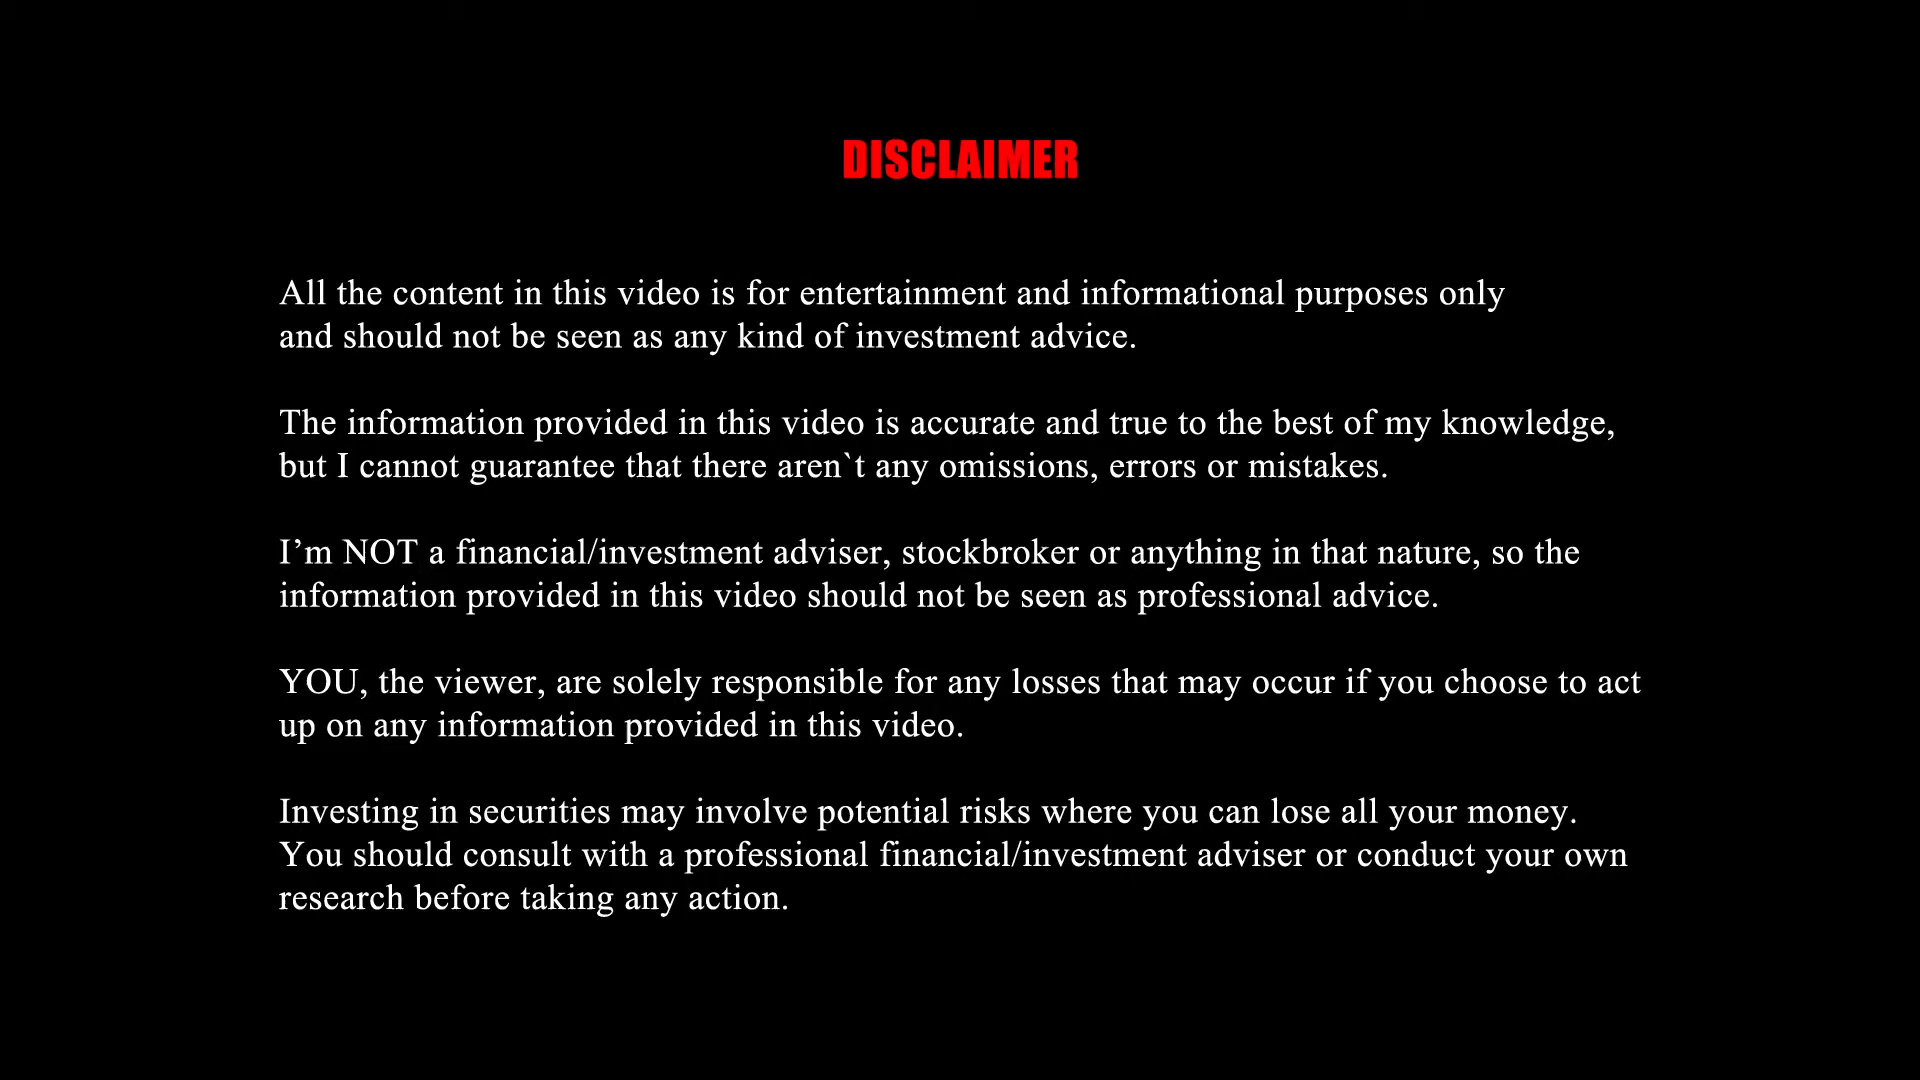 DISCLAIMER
All the content in this video is for entertainment and informational purposes only
and should not be seen as any kind of investment advice.
The information provided in this video is accurate and true to the best of my knowledge,
but I cannot guarantee that there aren`t any omissions, errors or mistakes.
I’m NOT a financial/investment adviser, stockbroker or anything in that nature, so the
information provided in this video should not be seen as professional advice.
YOU, the viewer, are solely responsible for any losses that may occur if you choose to act
up on any information provided in this video.
Investing in securities may involve potential risks where you can lose all your money.
You should consult with a professional financial/investment adviser or conduct your own
research before taking any action.